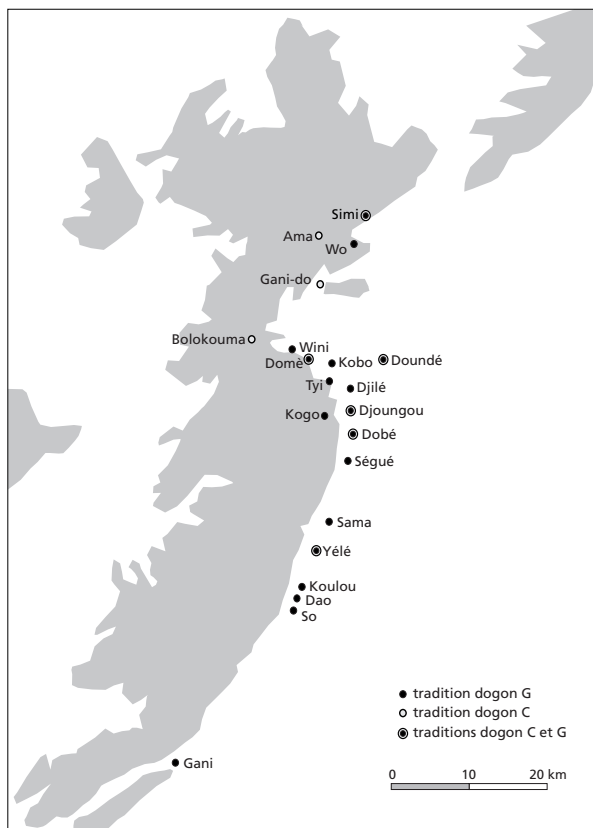 Simi
Ama
Wo
Gani-do
Bolokouma
Wini
Domè
Kobo
Doundé
Tyi
Djilé
Djoungou
Kogo
Dobé
Ségué
Sama
Yélé
Koulou
Dao
So
tradition dogon G
tradition dogon C
traditions dogon C et G
Gani
0 10 20 km